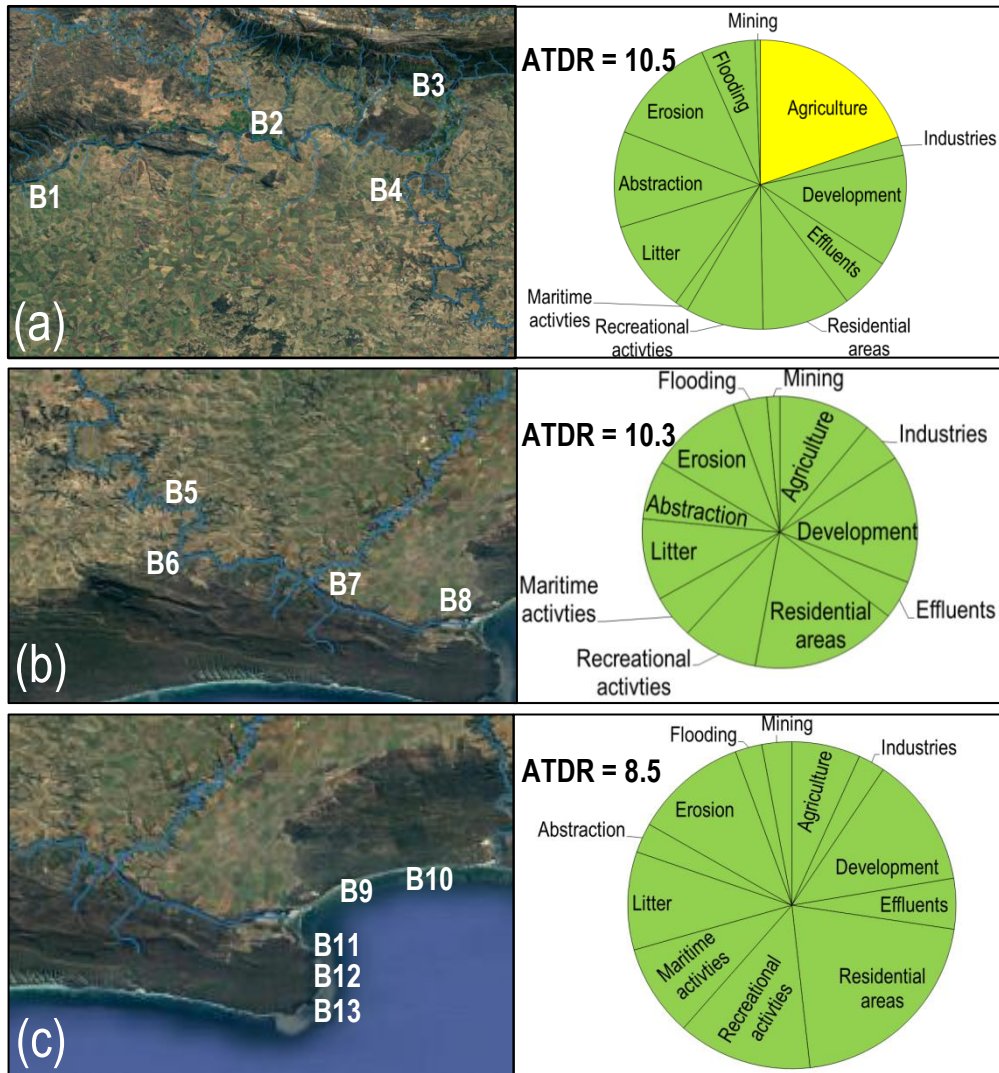 Mining
ATDR = 10.5
B3
Flooding
Agriculture
Erosion
B2
Industries
B1
B4
Abstraction
Development
Litter
Effluents
Maritime
activties
Recreational
activties
Residential
areas
(a)
Flooding
Mining
ATDR = 10.3
Industries
Agriculture
Erosion
B5
Abstraction
Development
B6
B7
B8
Litter
Maritime
activties
Effluents
Residential
areas
Recreational
activties
(b)
Mining
Flooding
Industries
ATDR = 8.5
Agriculture
Erosion
Abstraction
Development
B9
B10
Effluents
Litter
B11
B12
B13
Maritime
activties
Recreational
activties
Residential
areas
(c)